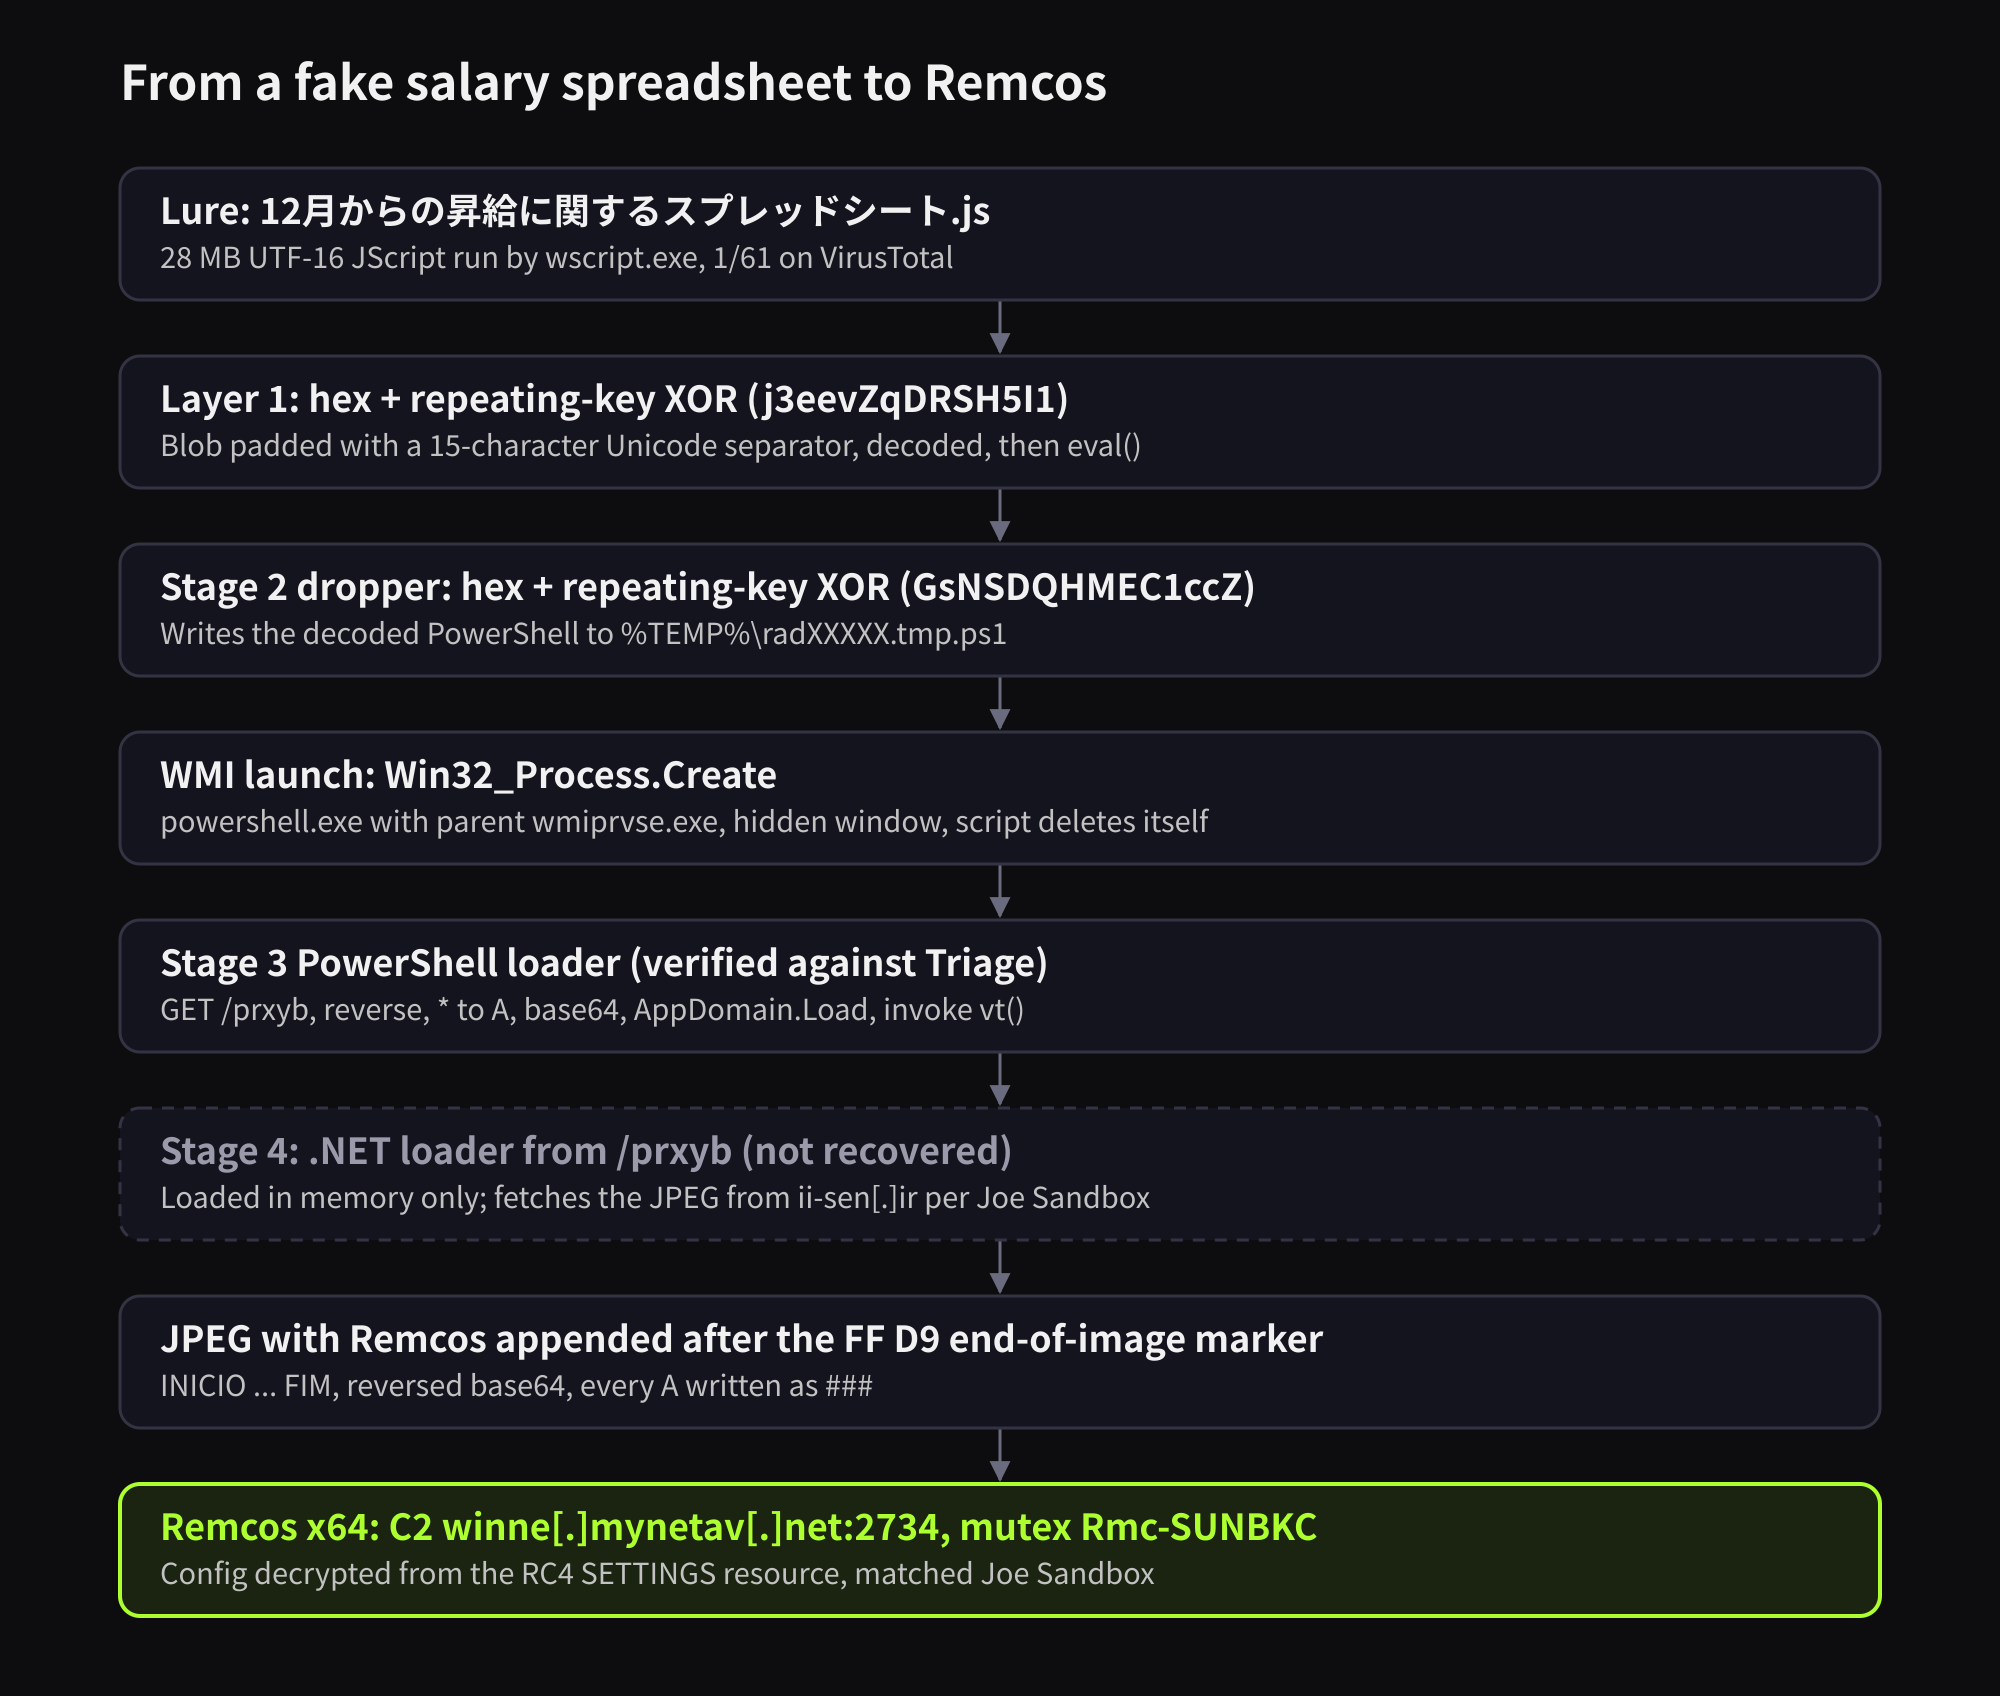 From a fake salary spreadsheet to Remcos
Lure: 12月からの昇給に関するスプレッドシート.js
28 MB UTF-16 JScript run by wscript.exe, 1/61 on VirusTotal
Layer 1: hex + repeating-key XOR (j3eevZqDRSH5I1)
Blob padded with a 15-character Unicode separator, decoded, then eval()
Stage 2 dropper: hex + repeating-key XOR (GsNSDQHMEC1ccZ)
Writes the decoded PowerShell to %TEMP%\radXXXXX.tmp.ps1
WMI launch: Win32_Process.Create
powershell.exe with parent wmiprvse.exe, hidden window, script deletes itself
Stage 3 PowerShell loader (verified against Triage)
GET /prxyb, reverse, * to A, base64, AppDomain.Load, invoke vt()
Stage 4: .NET loader from /prxyb (not recovered)
Loaded in memory only; fetches the JPEG from ii-sen[.]ir per Joe Sandbox
JPEG with Remcos appended after the FF D9 end-of-image marker
INICIO ... FIM, reversed base64, every A written as ###
Remcos x64: C2 winne[.]mynetav[.]net:2734, mutex Rmc-SUNBKC
Config decrypted from the RC4 SETTINGS resource, matched Joe Sandbox